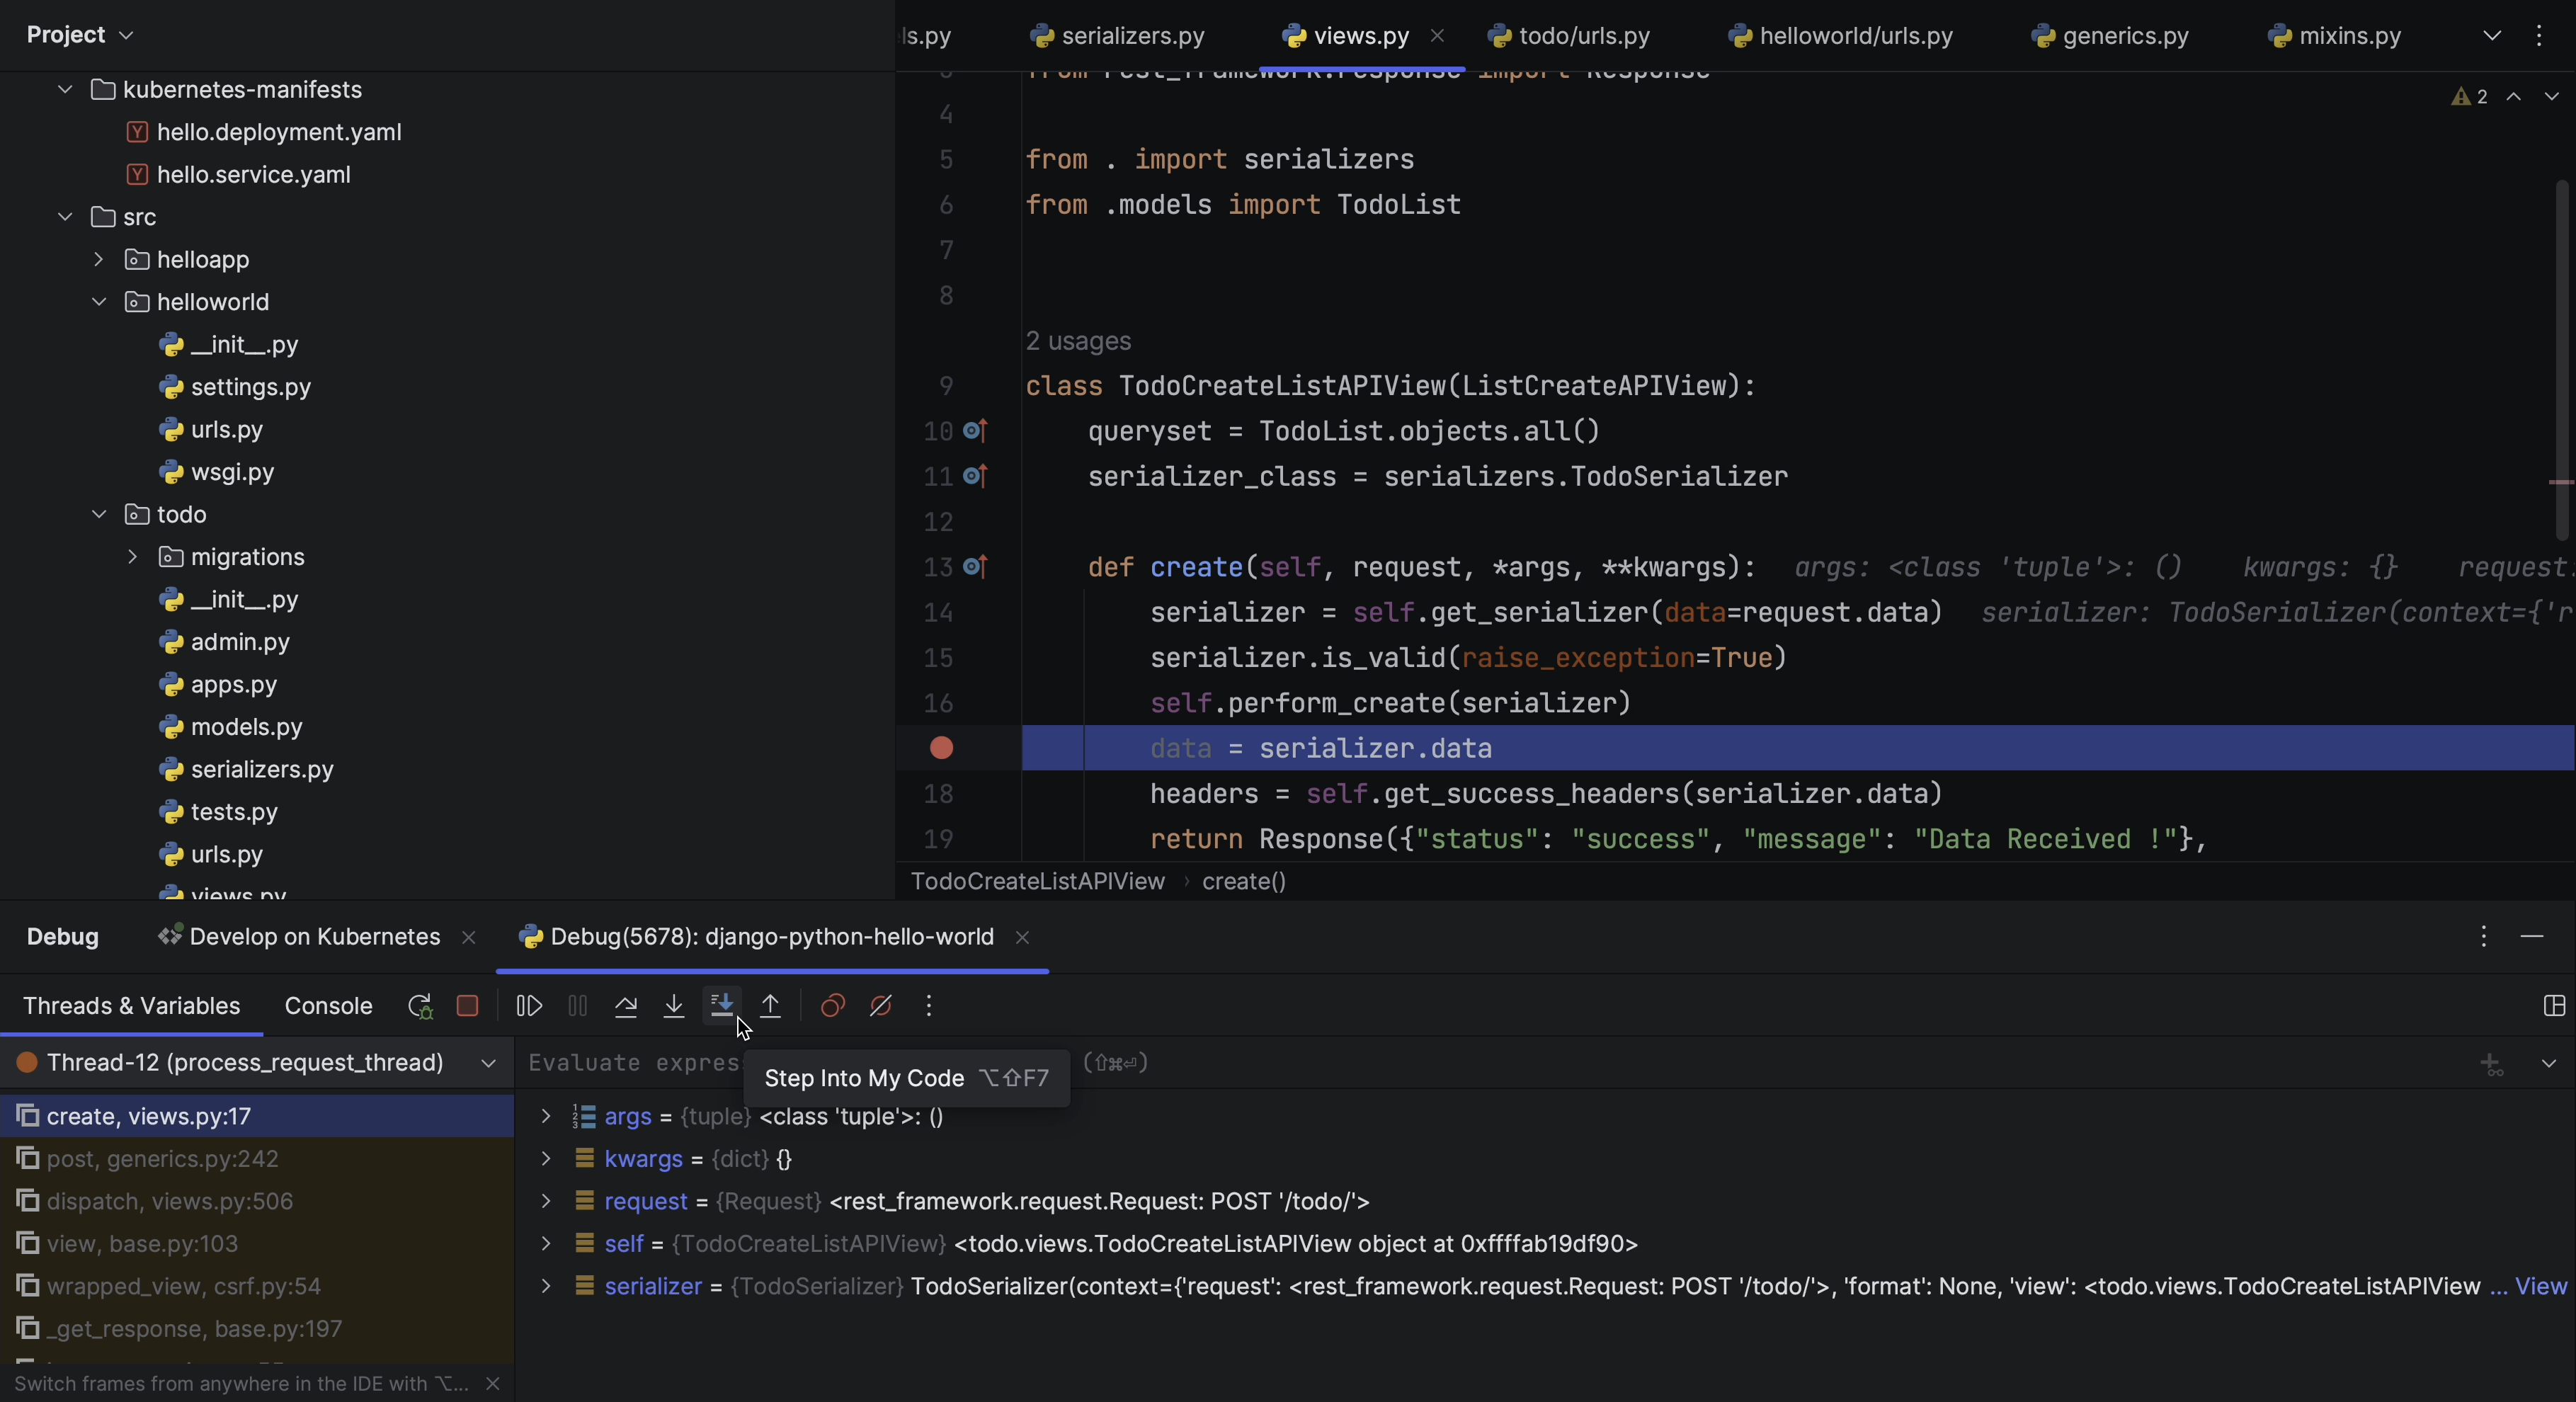 Project
kubernetes-manifests
hello.deployment.yaml
hello.service.yaml
src
helloapp
helloworld
__init__.py
settings.py
urls.py
wsgi.py
todo
migrations
__init__.py
admin.py
apps.py
models.py
serializers.py
tests.py
urls.py
views.py
ls.py
serializers.py
views.py
todo/urls.py
helloworld/urls.py
generics.py
mixins.py
2
from rest_framework.response import Response
4
5 from . import serializers
6 from .models import TodoList
7
8
2 usages
9 class TodoCreateListAPIView(ListCreateAPIView):
10 queryset = TodoList.objects.all()
11 serializer_class = serializers.TodoSerializer
12
13 def create(self, request, *args, **kwargs): args: <class 'tuple'>: () kwargs: {} request:
14 serializer = self.get_serializer(data=request.data) serializer: TodoSerializer(context={'r
15 serializer.is_valid(raise_exception=True)
16 self.perform_create(serializer)
data = serializer.data
18 headers = self.get_success_headers(serializer.data)
19 return Response({"status": "success", "message": "Data Received !"},
TodoCreateListAPIView › create()
Debug
Develop on Kubernetes
Debug(5678): django-python-hello-world
Threads & Variables
Console
Thread-12 (process_request_thread)
Evaluate express (⇧⌘⏎)
Step Into My Code ⌥⇧F7
create, views.py:17
post, generics.py:242
dispatch, views.py:506
view, base.py:103
wrapped_view, csrf.py:54
_get_response, base.py:197
Switch frames from anywhere in the IDE with ⌥...
args = {tuple} <class 'tuple'>: ()
kwargs = {dict} {}
request = {Request} <rest_framework.request.Request: POST '/todo/'>
self = {TodoCreateListAPIView} <todo.views.TodoCreateListAPIView object at 0xffffab19df90>
serializer = {TodoSerializer} TodoSerializer(context={'request': <rest_framework.request.Request: POST '/todo/'>, 'format': None, 'view': <todo.views.TodoCreateListAPIView ... View